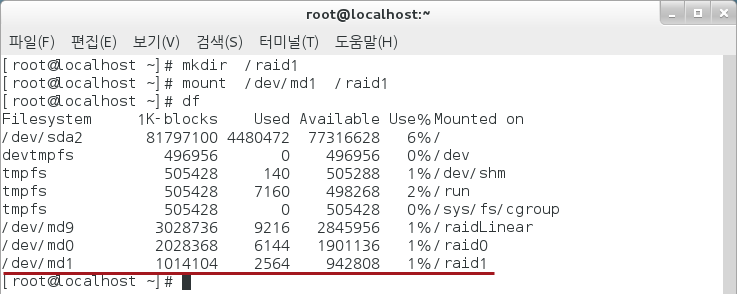 root@localhost:~
파일(F) 편집(E) 보기(V) 검색(S) 터미널(T) 도움말(H)
[root@localhost ~]# mkdir /raid1
[root@localhost ~]# mount /dev/md1 /raid1
[root@localhost ~]# df
Filesystem 1K-blocks Used Available Use% Mounted on
/dev/sda2 81797100 4480472 77316628 6% /
devtmpfs 496956 0 496956 0% /dev
tmpfs 505428 140 505288 1% /dev/shm
tmpfs 505428 7160 498268 2% /run
tmpfs 505428 0 505428 0% /sys/fs/cgroup
/dev/md9 3028736 9216 2845956 1% /raidLinear
/dev/md0 2028368 6144 1901136 1% /raid0
/dev/md1 1014104 2564 942808 1% /raid1
[root@localhost ~]#